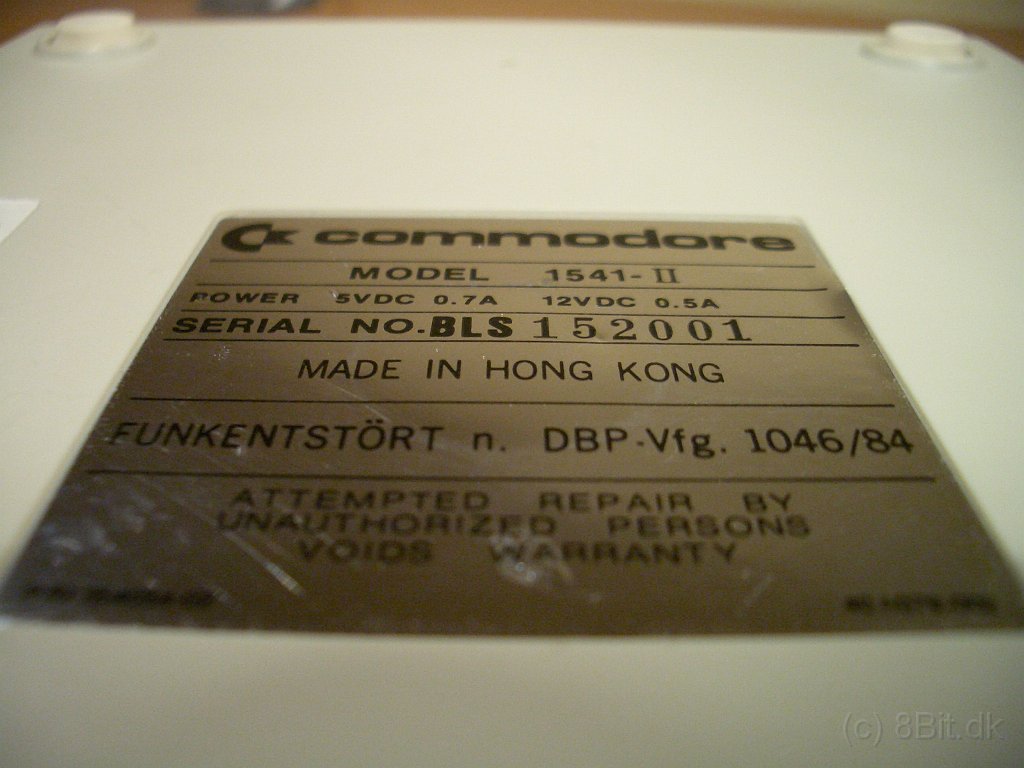 commodore
MODEL 1541-II
POWER 5VDC 0.7A 12VDC 0.5A
SERIAL NO.BLS 152001
MADE IN HONG KONG
FUNKENTSTÖRT n. DBP-Vfg. 1046/84
ATTEMPTED REPAIR BY
UNAUTHORIZED PERSONS
VOIDS WARRANTY
(c) 8Bit.dk